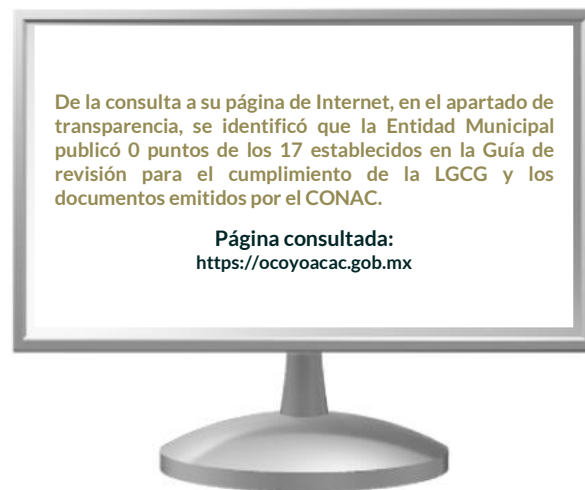 De la consulta a su página de Internet, en el apartado de
transparencia, se identificó que la Entidad Municipal
publicó 0 puntos de los 17 establecidos en la Guía de
revisión para el cumplimiento de la LGCG y los
documentos emitidos por el CONAC.
Página consultada:
https://ocoyoacac.gob.mx